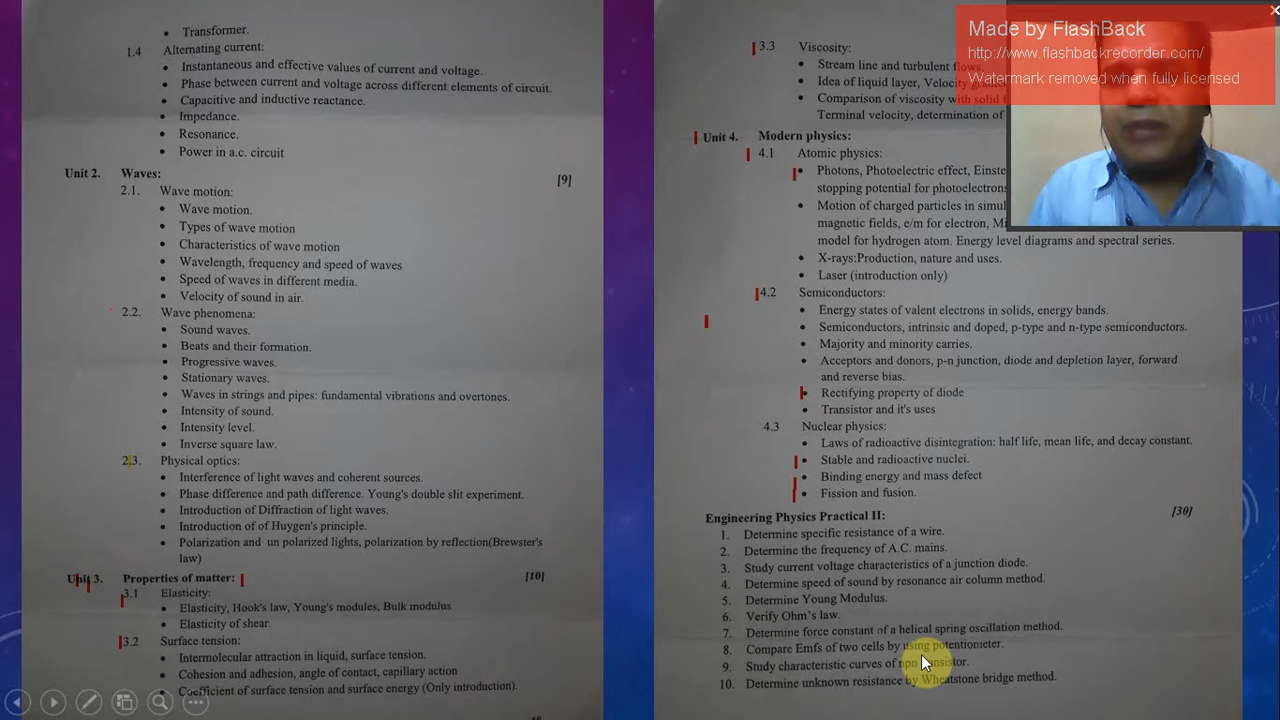 • Transformer.
1.4 Alternating current:
• Instantaneous and effective values of current and voltage.
• Phase between current and voltage across different elements of circuit.
• Capacitive and inductive reactance.
• Impedance.
• Resonance.
• Power in a.c. circuit
Unit 2. Waves: [9]
2.1. Wave motion:
• Wave motion.
• Types of wave motion
• Characteristics of wave motion
• Wavelength, frequency and speed of waves
• Speed of waves in different media.
• Velocity of sound in air.
2.2. Wave phenomena:
• Sound waves.
• Beats and their formation.
• Progressive waves.
• Stationary waves.
• Waves in strings and pipes: fundamental vibrations and overtones.
• Intensity of sound.
• Intensity level.
• Inverse square law.
2.3. Physical optics:
• Interference of light waves and coherent sources.
• Phase difference and path difference. Young's double slit experiment.
• Introduction of Diffraction of light waves.
• Introduction of of Huygen's principle.
• Polarization and un polarized lights, polarization by reflection(Brewster's
law)
Unit 3. Properties of matter: [10]
3.1 Elasticity:
• Elasticity, Hook's law, Young's modules, Bulk modulus
• Elasticity of shear.
3.2 Surface tension:
• Intermolecular attraction in liquid, surface tension.
• Cohesion and adhesion, angle of contact, capillary action
• Coefficient of surface tension and surface energy (Only introduction).
3.3 Viscosity:
• Stream line and turbulent flows.
• Idea of liquid layer, Velocity gradient
• Comparison of viscosity with solid
Terminal velocity, determination of
Unit 4. Modern physics:
4.1 Atomic physics:
• Photons, Photoelectric effect,
stopping potential for photoelectrons
• Motion of charged particles in
magnetic fields, e/m for electron,
model for hydrogen atom. Energy level diagrams and spectral series.
• X-rays:Production, nature and uses.
• Laser (introduction only)
4.2 Semiconductors:
• Energy states of valent electrons in solids, energy bands.
• Semiconductors, intrinsic and doped, p-type and n-type semiconductors.
• Majority and minority carries.
• Acceptors and donors, p-n junction, diode and depletion layer, forward
and reverse bias.
• Rectifying property of diode
• Transistor and it's uses
4.3 Nuclear physics:
• Laws of radioactive disintegration: half life, mean life, and decay constant.
• Stable and radioactive nuclei.
• Binding energy and mass defect
• Fission and fusion.
Engineering Physics Practical II: [30]
1. Determine specific resistance of a wire.
2. Determine the frequency of A.C. mains.
3. Study current voltage characteristics of a junction diode.
4. Determine speed of sound by resonance air column method.
5. Determine Young Modulus.
6. Verify Ohm's law.
7. Determine force constant of a helical spring oscillation method.
8. Compare Emfs of two cells by using potentiometer.
9. Study characteristic curves of npn transistor.
10. Determine unknown resistance by Wheatstone bridge method.
Made by FlashBack
http://www.flashbackrecorder.com/
Watermark removed when fully licensed